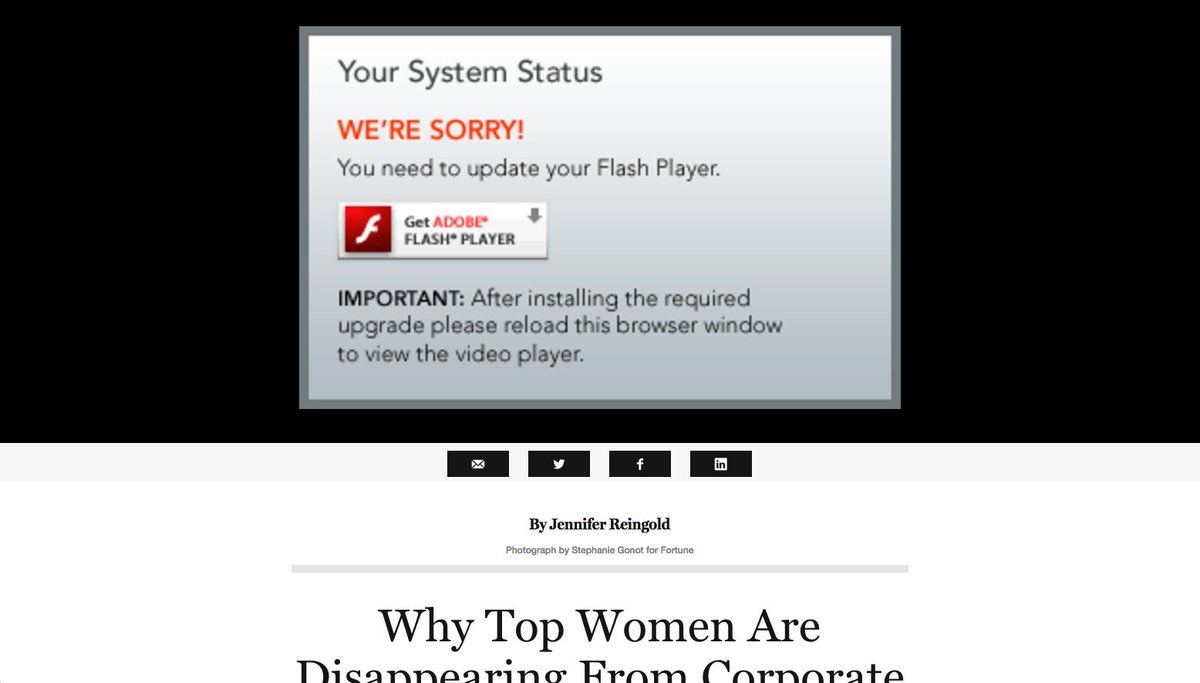 Your System Status
WE'RE SORRY!
You need to update your Flash Player.
Get ADOBE®
FLASH® PLAYER
IMPORTANT: After installing the required
upgrade please reload this browser window
to view the video player.
f
in
By Jennifer Reingold
Photograph by Stephanie Gonot for Fortune
Why Top Women Are
Disappearing From Corporate